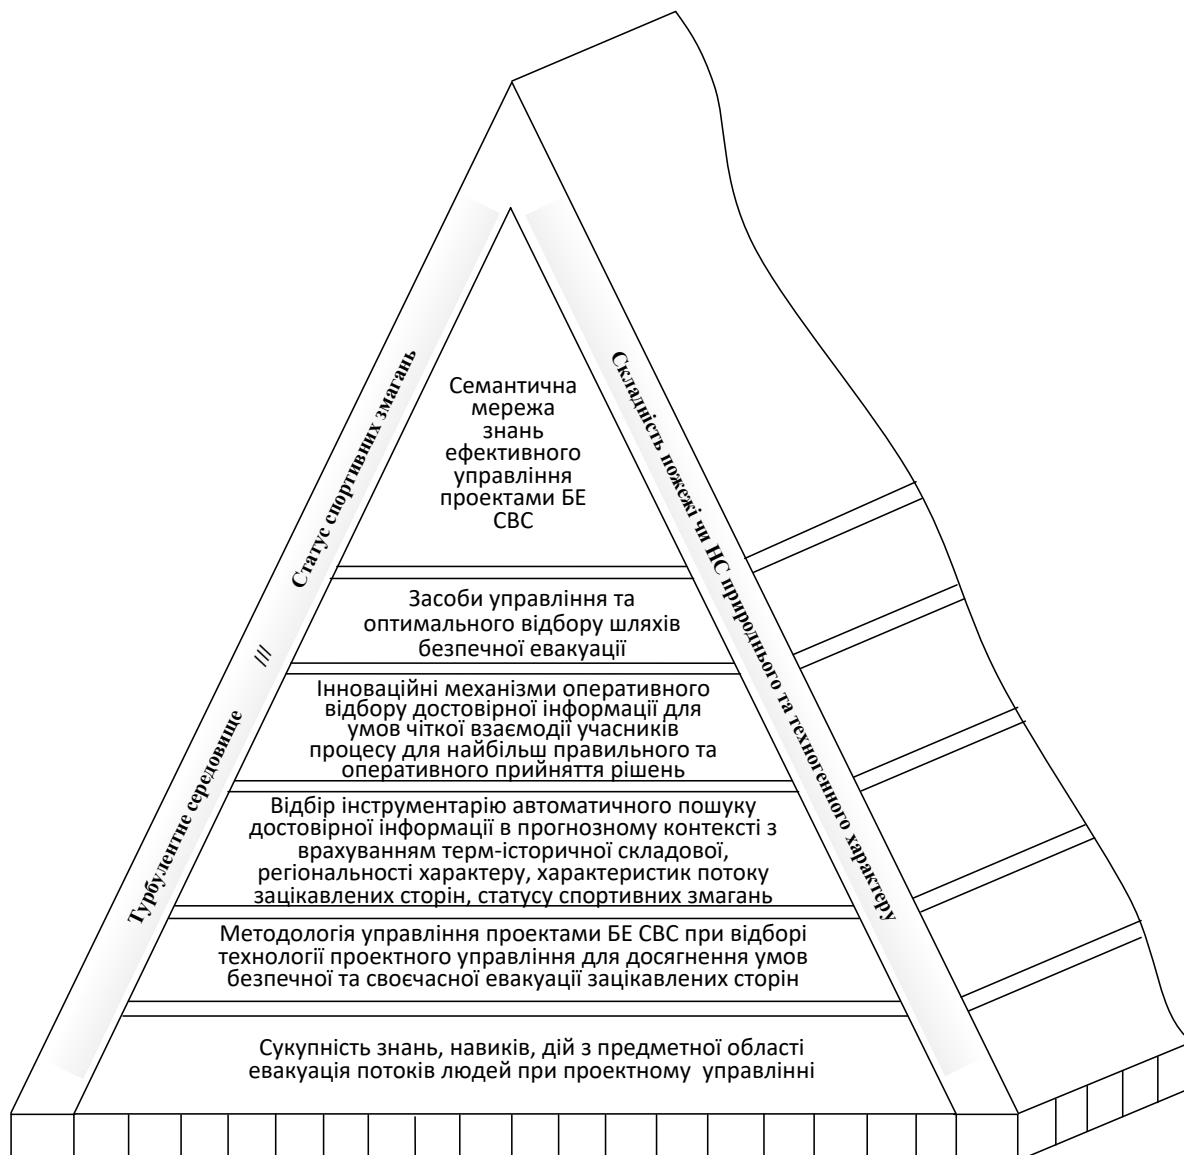 Семантична
мережа
знань
ефективного
управління
проектами БЕ
СВС
Засоби управління та
оптимального відбору шляхів
безпечної евакуації
Інноваційні механізми оперативного
відбору достовірної інформації для
умов чіткої взаємодії учасників
процесу для найбільш правильного та
оперативного прийняття рішень
Відбір інструментарію автоматичного пошуку
достовірної інформації в прогнозному контексті з
врахуванням терм-історичної складової,
регіональності характеру, характеристик потоку
зацікавлених сторін, статусу спортивних змагань
Методологія управління проектами БЕ СВС при відборі
технології проектного управління для досягнення умов
безпечної та своєчасної евакуації зацікавлених сторін
Сукупність знань, навиків, дій з предметної області
евакуація потоків людей при проектному управлінні
Турбулентне середовище /// Статус спортивних змагань
Складність пожежі чи НС природнього та техногенного характеру